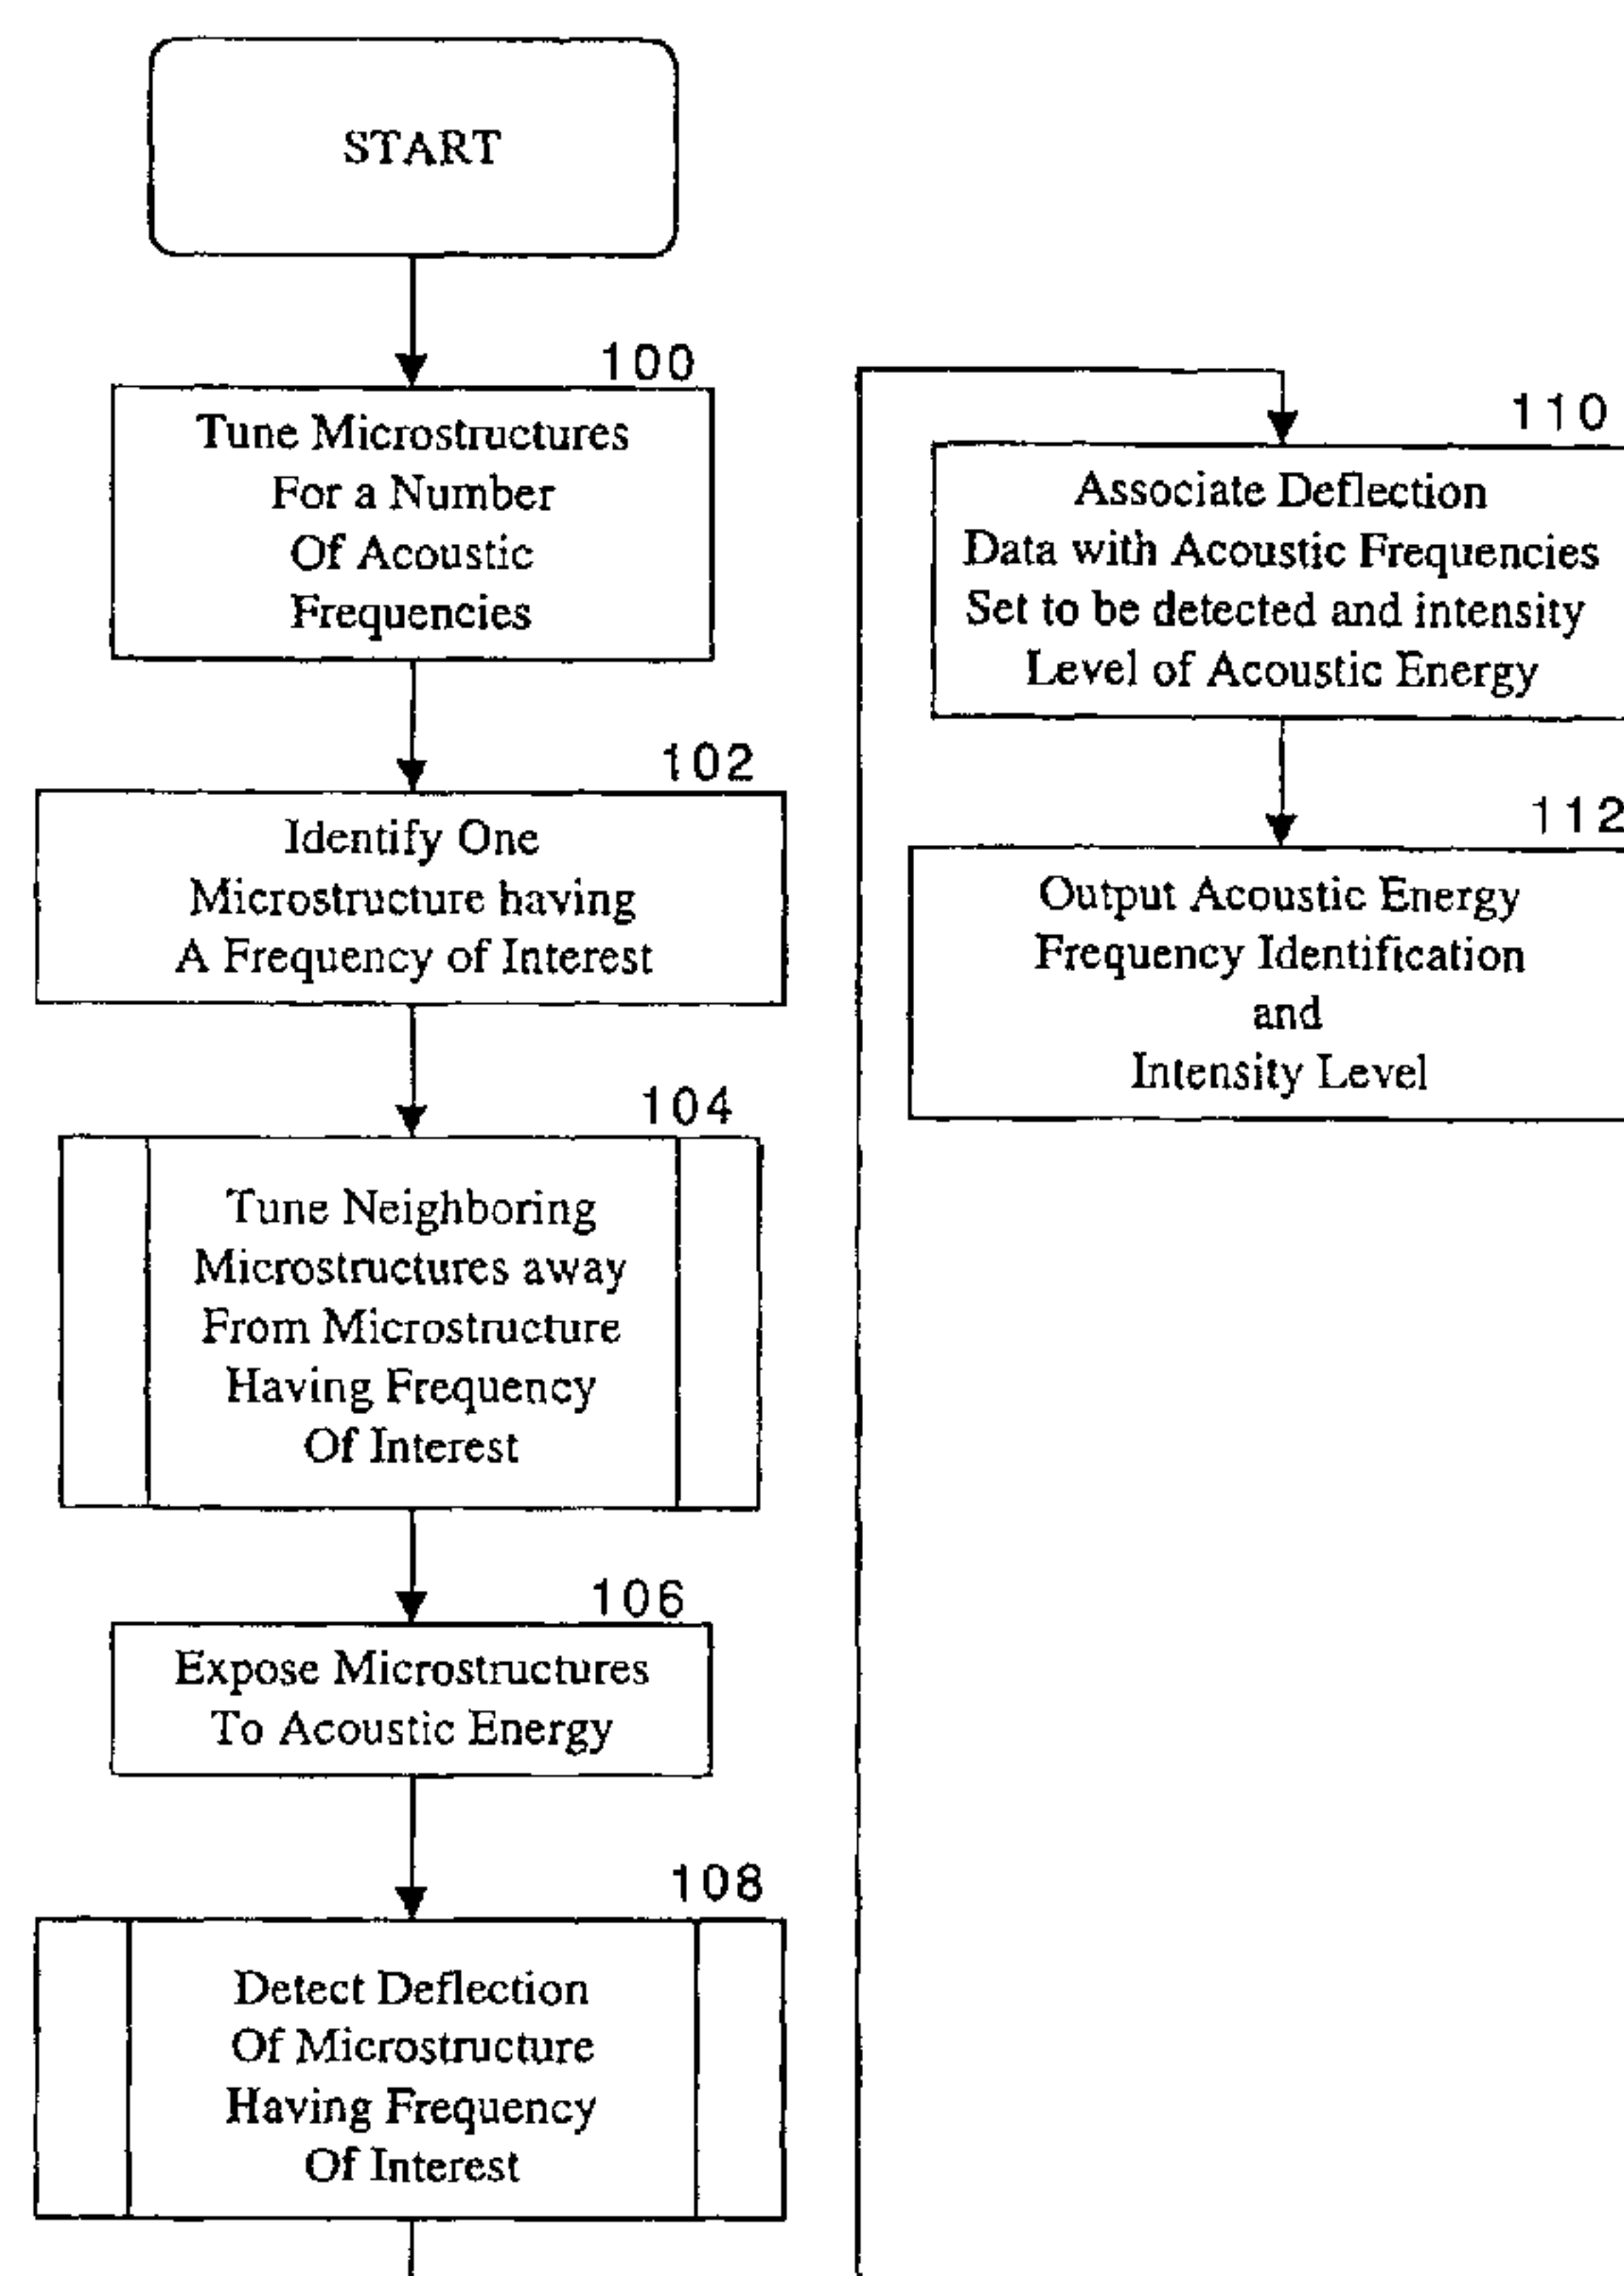 START
100
Tune Microstructures
For a Number
Of Acoustic
Frequencies
102
Identify One
Microstructure having
A Frequency of Interest
104
Tune Neighboring
Microstructures away
From Microstructure
Having Frequency
Of Interest
106
Expose Microstructures
To Acoustic Energy
108
Detect Deflection
Of Microstructure
Having Frequency
Of Interest
110
Associate Deflection
Data with Acoustic Frequencies
Set to be detected and intensity
Level of Acoustic Energy
112
Output Acoustic Energy
Frequency Identification
and
Intensity Level